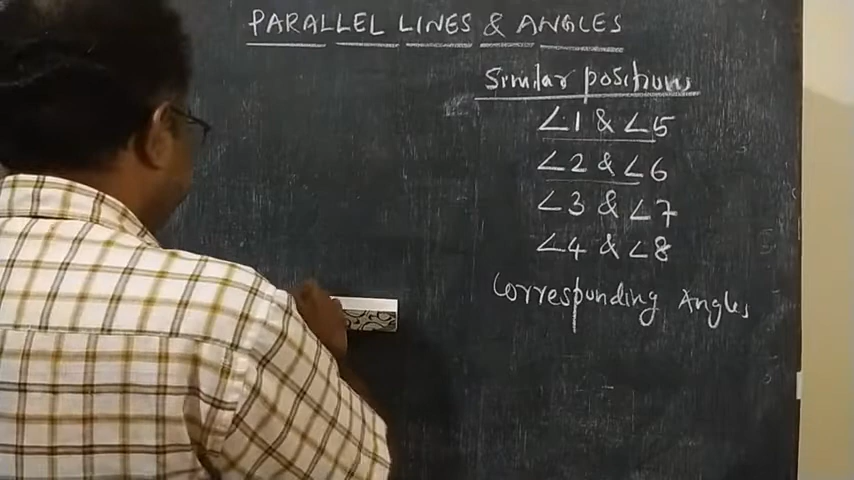 PARALLEL LINES & ANGLES
Similar positions
∠1 & ∠5
∠2 & ∠6
∠3 & ∠7
∠4 & ∠8
Corresponding Angles